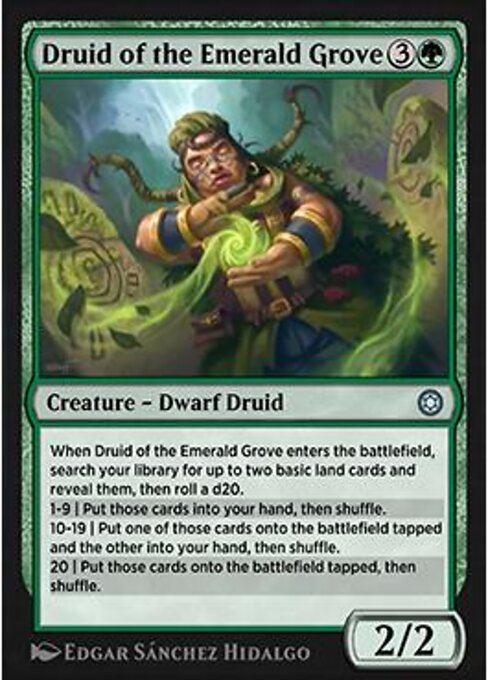 Druid of the Emerald Grove 3
Creature – Dwarf Druid
When Druid of the Emerald Grove enters the battlefield,
search your library for up to two basic land cards and
reveal them, then roll a d20.
1-9 | Put those cards into your hand, then shuffle.
10-19 | Put one of those cards onto the battlefield tapped
and the other into your hand, then shuffle.
20 | Put those cards onto the battlefield tapped, then
shuffle.
2/2
Edgar Sánchez Hidalgo